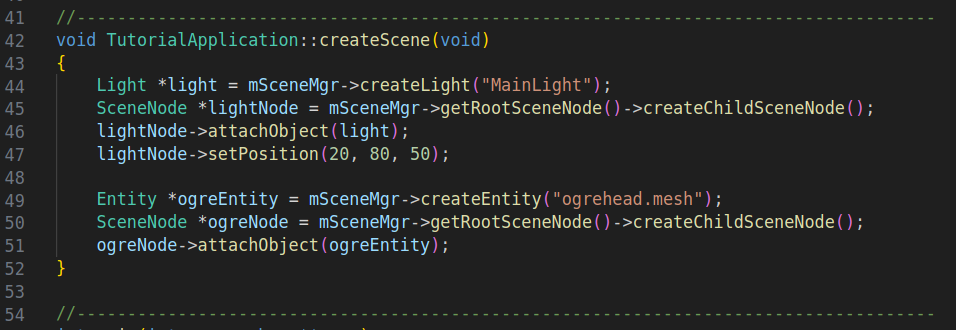 41 //-------------------------------------------------------------------------------------
42 void TutorialApplication::createScene(void)
43 {
44     Light *light = mSceneMgr->createLight("MainLight");
45     SceneNode *lightNode = mSceneMgr->getRootSceneNode()->createChildSceneNode();
46     lightNode->attachObject(light);
47     lightNode->setPosition(20, 80, 50);
48
49     Entity *ogreEntity = mSceneMgr->createEntity("ogrehead.mesh");
50     SceneNode *ogreNode = mSceneMgr->getRootSceneNode()->createChildSceneNode();
51     ogreNode->attachObject(ogreEntity);
52 }
53
54 //-------------------------------------------------------------------------------------